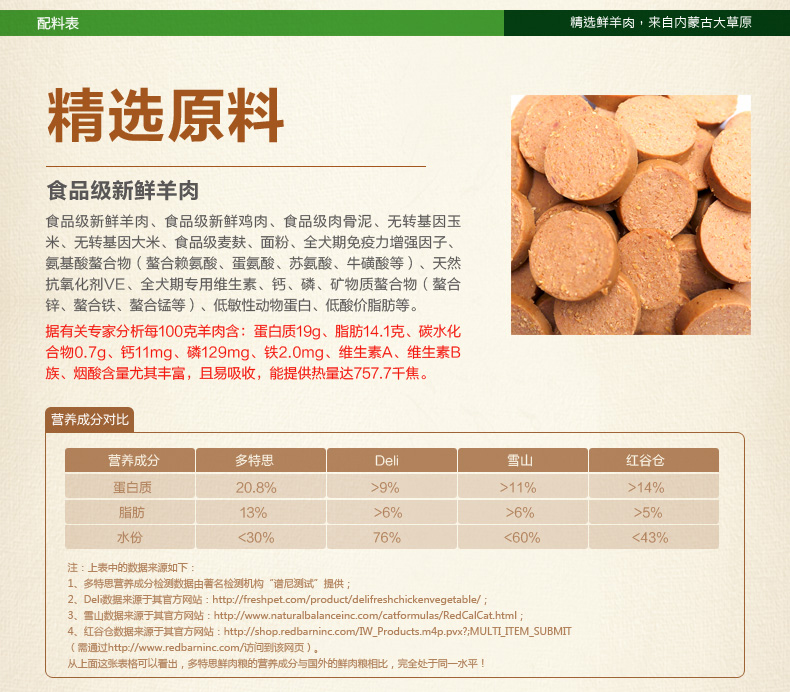 配料表
精选鲜羊肉，来自内蒙古大草原
精选原料
食品级新鲜羊肉
食品级新鲜羊肉、食品级新鲜鸡肉、食品级肉骨泥、无转基因玉
米、无转基因大米、食品级麦麸、面粉、全犬期免疫力增强因子、
氨基酸螯合物（螯合赖氨酸、蛋氨酸、苏氨酸、牛磺酸等）、天然
抗氧化剂VE、全犬期专用维生素、钙、磷、矿物质螯合物（螯合
锌、螯合铁、螯合锰等）、低敏性动物蛋白、低酸价脂肪等。
据有关专家分析每100克羊肉含：蛋白质19g、脂肪14.1克、碳水化
合物0.7g、钙11mg、磷129mg、铁2.0mg、维生素A、维生素B
族、烟酸含量尤其丰富，且易吸收，能提供热量达757.7千焦。
营养成分对比
营养成分 多特思 Deli 雪山 红谷仓
蛋白质 20.8% >9% >11% >14%
脂肪 13% >6% >6% >5%
水份 <30% 76% <60% <43%
注：上表中的数据来源如下：
1、多特思营养成分检测数据由著名检测机构“谱尼测试”提供；
2、Deli数据来源于其官方网站：http://freshpet.com/product/delifreshchickenvegetable/；
3、雪山数据来源于其官方网站：http://www.naturalbalanceinc.com/catformulas/RedCalCat.html；
4、红谷仓数据来源于其官方网站：http://shop.redbarninc.com/IW_Products.m4p.pvx?;MULTI_ITEM_SUBMIT
（需通过http://www.redbarninc.com/访问到该网页）。
从上面这张表格可以看出，多特思鲜肉粮的营养成分与国外的鲜肉粮相比，完全处于同一水平！